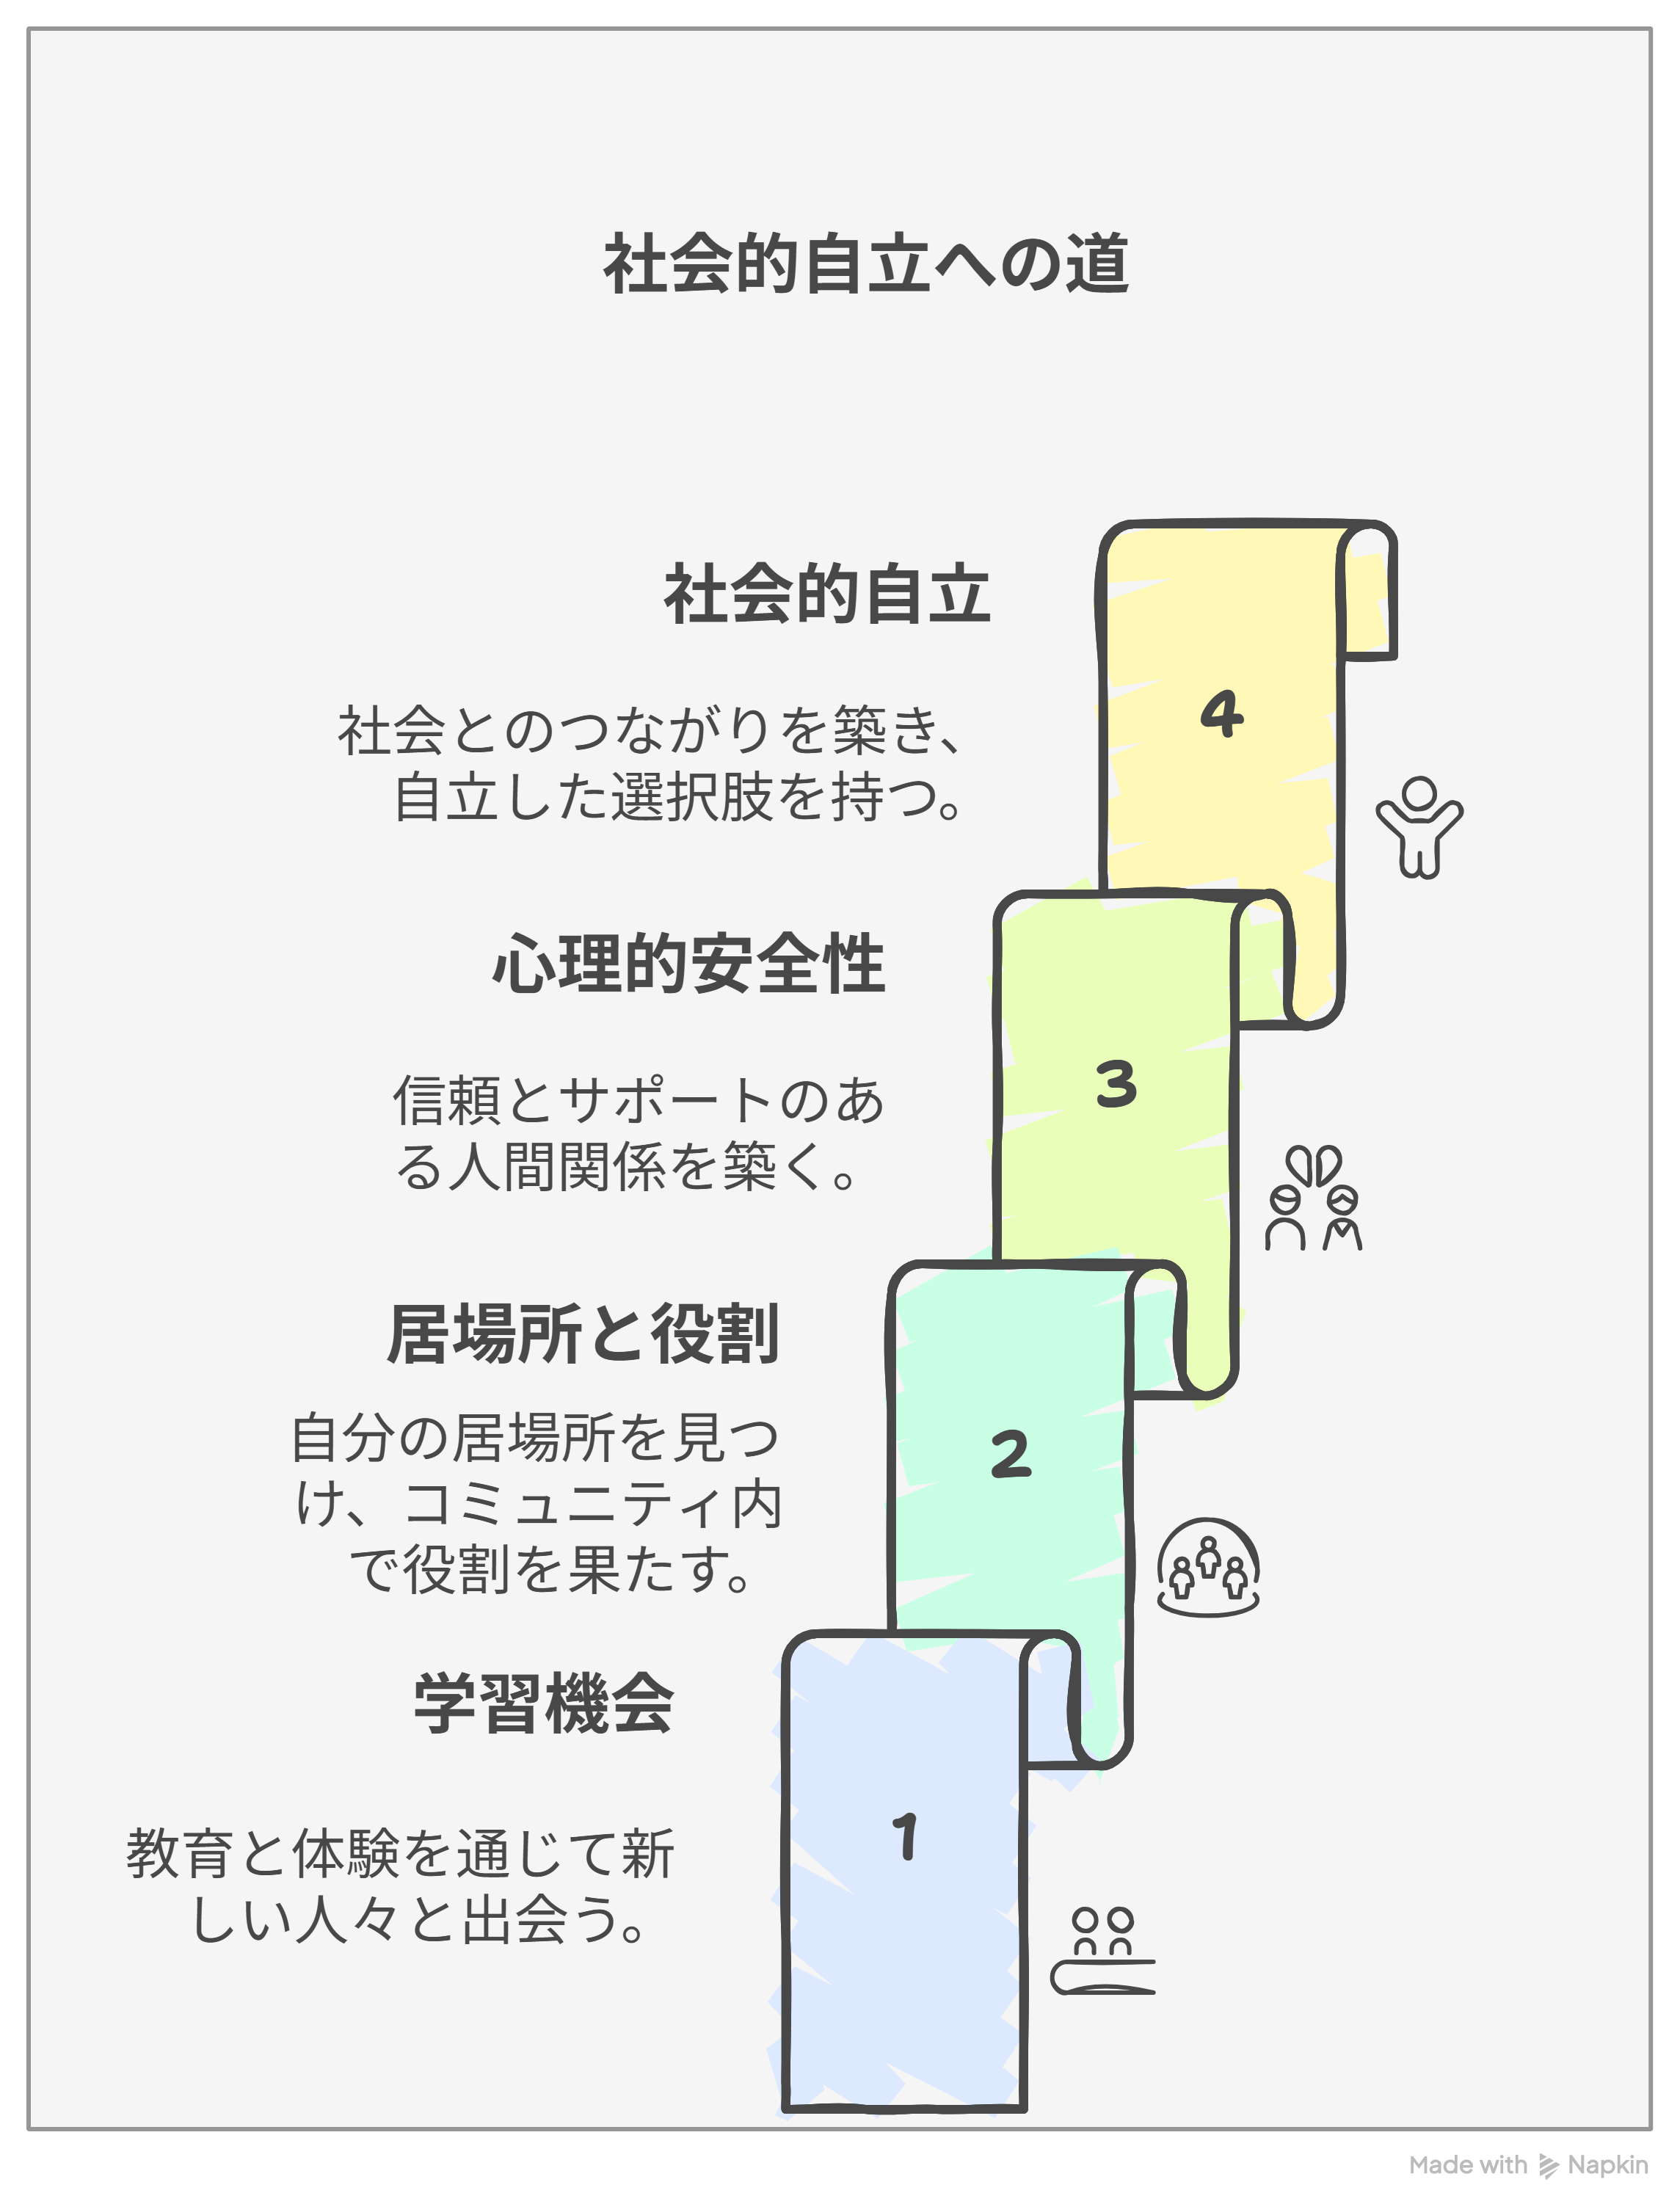 社会的自立への道
社会的自立
社会とのつながりを築き、
自立した選択肢を持つ。
4
心理的安全性
信頼とサポートのあ
る人間関係を築く。
3
居場所と役割
自分の居場所を見つ
け、コミュニティ内
で役割を果たす。
2
学習機会
教育と体験を通じて新
しい人々と出会う。
1
Made with Napkin